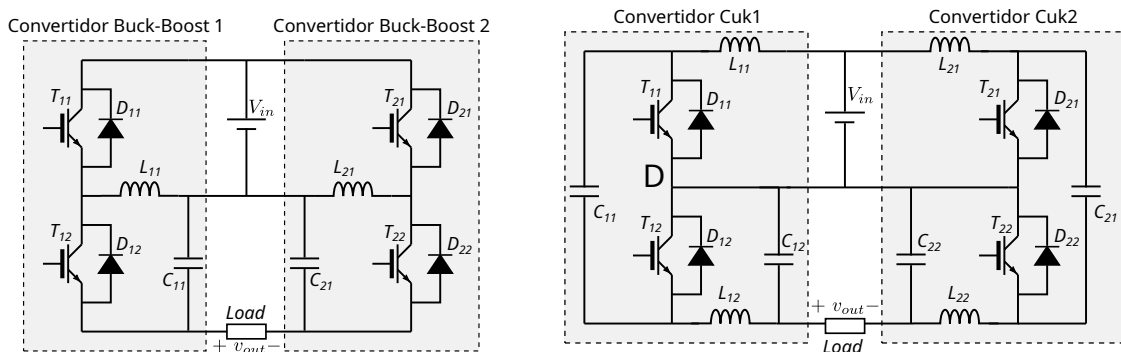 Convertidor Buck-Boost 1
Convertidor Buck-Boost 2
T11
D11
Vin
T21
D21
L11
L21
T12
D12
C11
C21
T22
D22
Load
+ vout −
Convertidor Cuk1
Convertidor Cuk2
L11
L21
T11
D11
Vin
T21
D21
D
C11
C21
T12
D12
C12
C22
T22
D22
L12
L22
+ vout −
Load